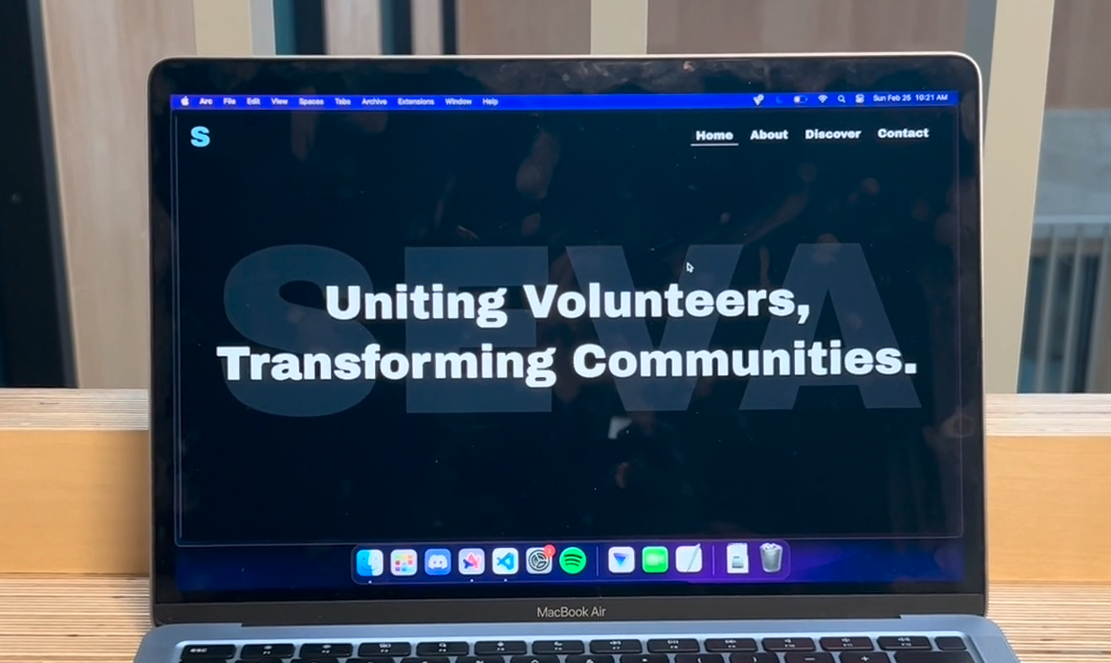 Arc File Edit View Spaces Tabs Archive Extensions Window Help Sun Feb 25 10:21 AM
S Home About Discover Contact
SEVA
Uniting Volunteers,
Transforming Communities.
MacBook Air
esc